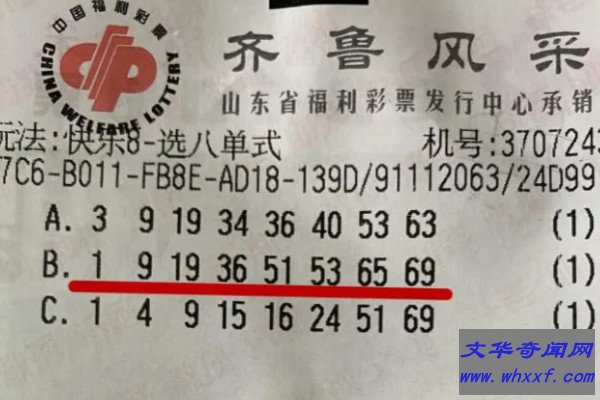 中国福利彩票
CHINA WELFARE LOTTERY
齐鲁风采
山东省福利彩票发行中心承销
玩法:快乐8-选八单式 机号:3707243
7C6-B011-FB8E-AD18-139D/91112063/24D99
A. 3 9 19 34 36 40 53 63 (1)
B. 1 9 19 36 51 53 65 69 (1)
C. 1 4 9 15 16 24 51 69 (1)
文华奇闻网
www.whxxf.com